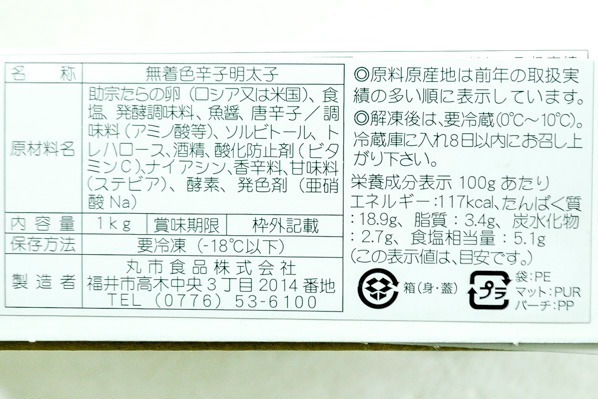 名称 無着色辛子明太子
原材料名 助宗たらの卵(ロシア又は米国)、食
塩、発酵調味料、魚醤、唐辛子/調
味料(アミノ酸等)、ソルビトール、ト
レハロース、酒精、酸化防止剤(ビタ
ミンC)、ナイアシン、香辛料、甘味料
(ステビア)、酵素、発色剤(亜硝
酸Na)
内容量 1kg 賞味期限 枠外記載
保存方法 要冷凍(-18℃以下)
製造者 丸市食品株式会社
福井市高木中央3丁目2014番地
TEL(0776)53-6100
◎原料原産地は前年の取扱実
績の多い順に表示しています。
◎解凍後は、要冷蔵(0℃~10℃)。
冷蔵庫に入れ8日以内にお召し上
がり下さい。
栄養成分表示 100gあたり
エネルギー:117kcal、たんぱく質
:18.9g、脂質:3.4g、炭水化物
:2.7g、食塩相当量:5.1g
(この表示値は、目安です。)
箱(身・蓋)
プラ
袋:PE
マット:PUR
パーチ:PP